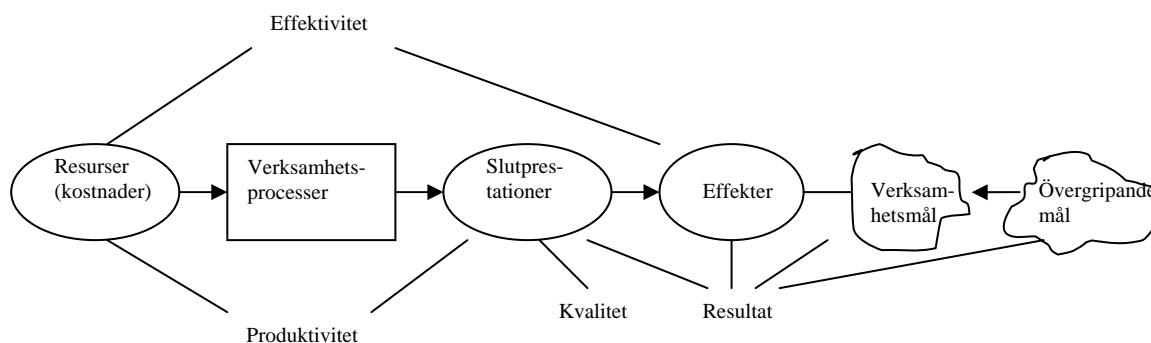 Effektivitet
Resurser
(kostnader)
Verksamhets-
processer
Slutpres-
tationer
Effekter
Verksam-
hetsmål
Övergripande
mål
Kvalitet
Resultat
Produktivitet